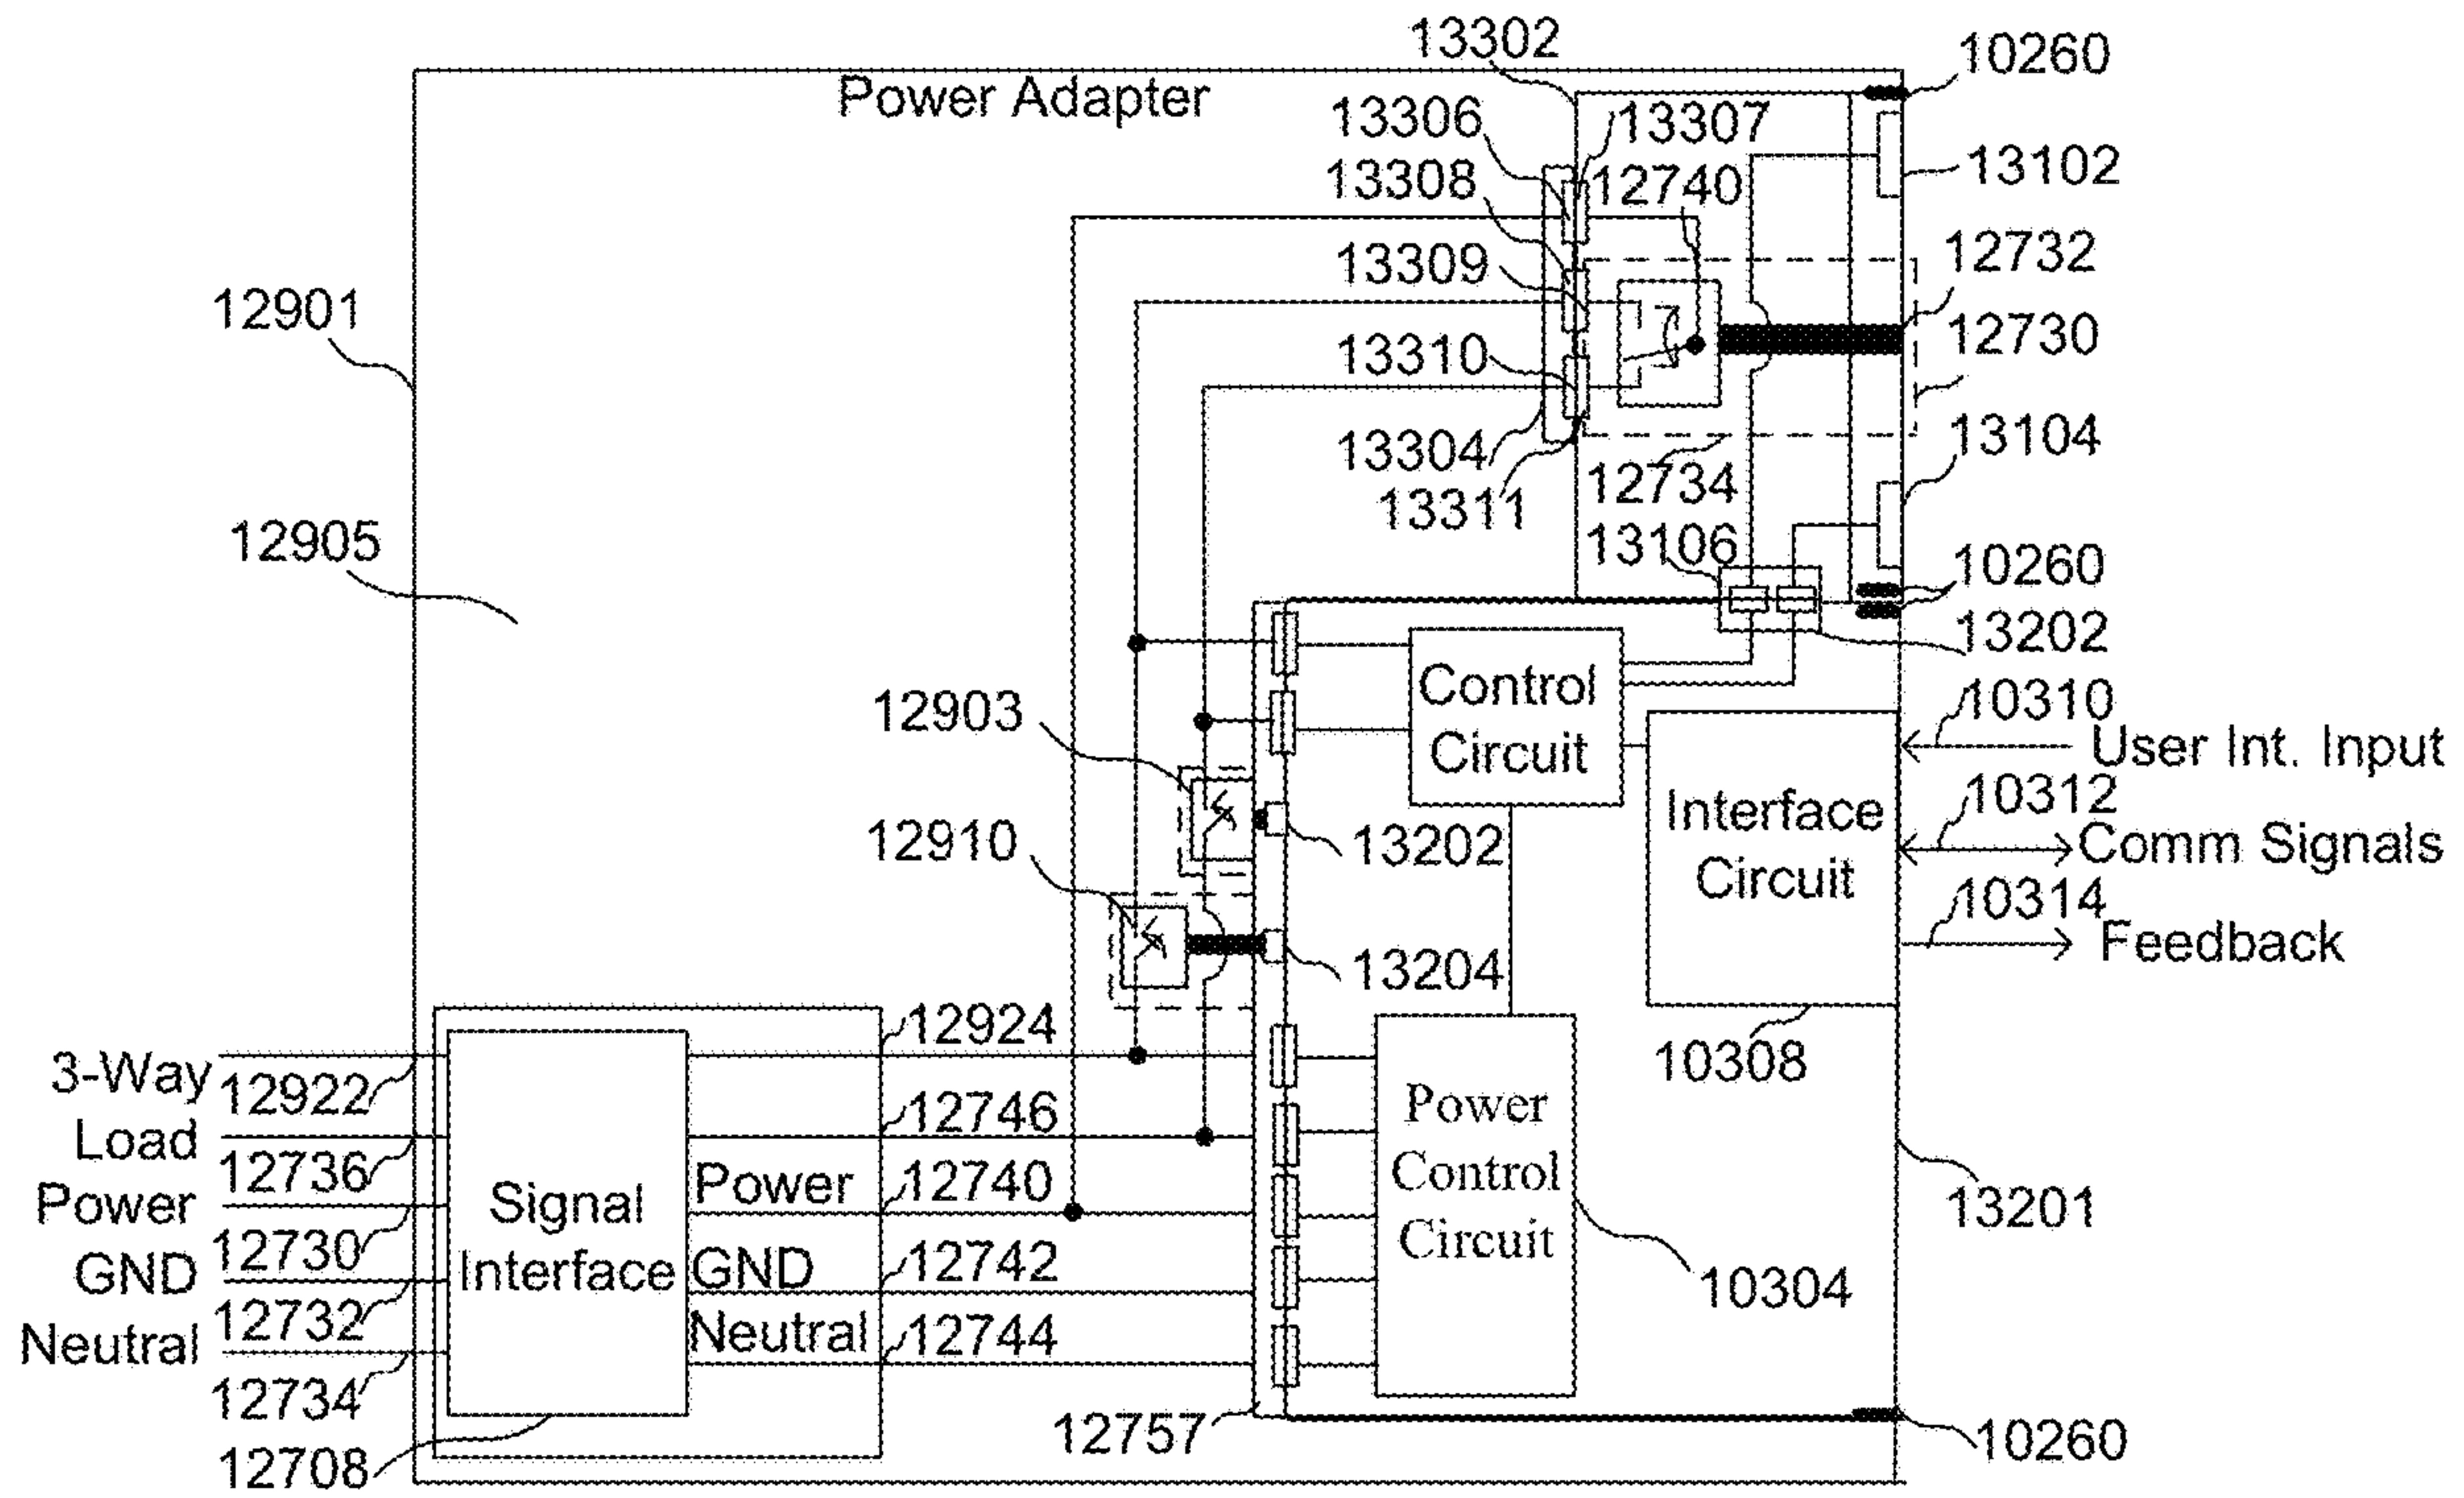 13302
10260
Power Adapter
13306
13307
13308
12740
13102
13309
12732
12901
13310
12730
13304
12734
13104
13311
12905
13106
10260
13202
Control
Circuit
12903
10310
User Int. Input
Interface
Circuit
10312
Comm Signals
12910
13202
10314
Feedback
13204
12924
10308
3-Way
12922
12746
Power
Control
Circuit
Load
12736
Power
12740
Signal
Interface
13201
Power
12730
GND
12742
10304
GND
12732
Neutral
12744
Neutral
12734
12757
10260
12708